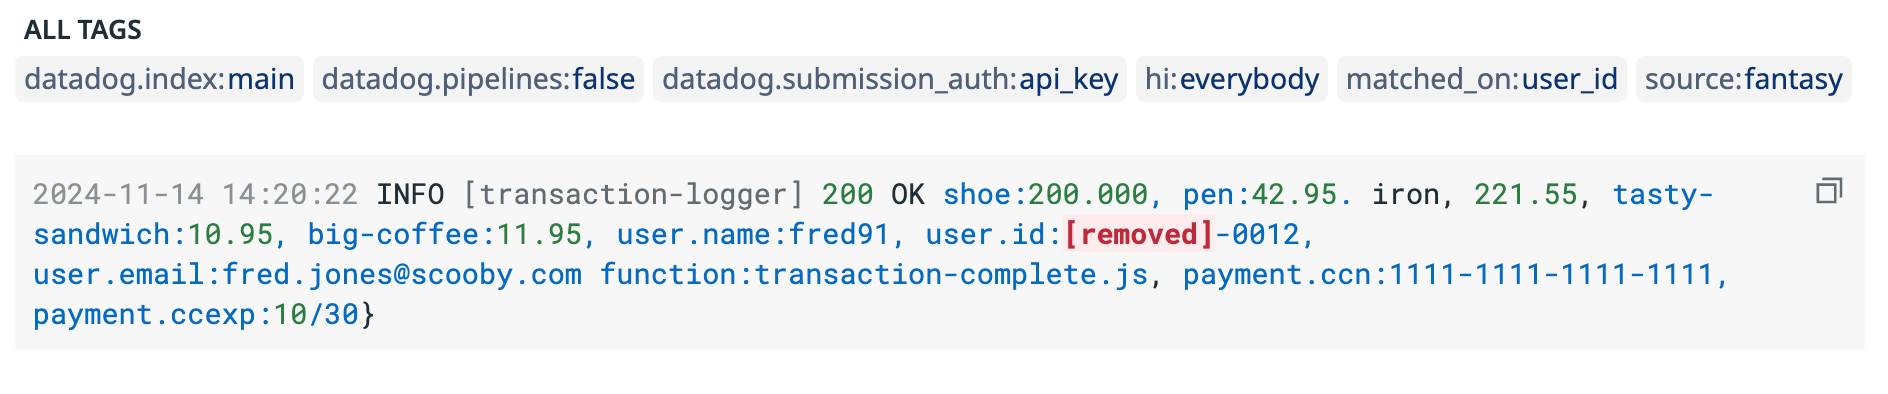 ALL TAGS
datadog.index:main datadog.pipelines:false datadog.submission_auth:api_key hi:everybody matched_on:user_id source:fantasy
2024-11-14 14:20:22 INFO [transaction-logger] 200 OK shoe:200.000, pen:42.95. iron, 221.55, tasty-
sandwich:10.95, big-coffee:11.95, user.name:fred91, user.id:[removed]-0012,
user.email:fred.jones@scooby.com function:transaction-complete.js, payment.ccn:1111-1111-1111-1111,
payment.ccexp:10/30}